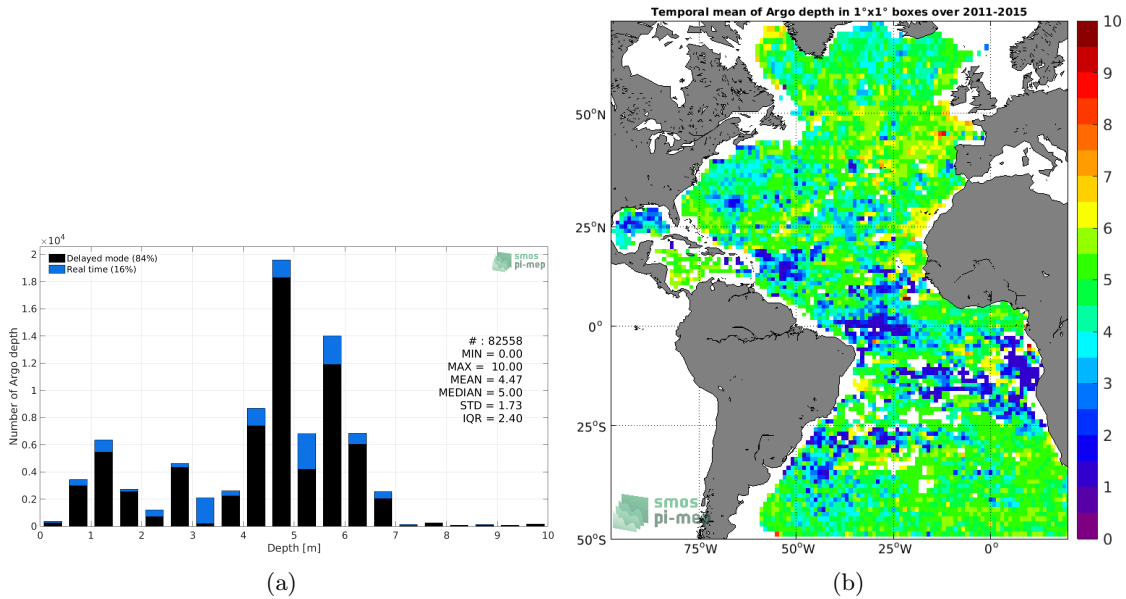 ×10⁴
Delayed mode (84%)
Real time (16%)
smos
pi-mep
2
1.8
1.6
1.4
1.2
1
0.8
0.6
0.4
0.2
0
Number of Argo depth
# : 82558
MIN = 0.00
MAX = 10.00
MEAN = 4.47
MEDIAN = 5.00
STD = 1.73
IQR = 2.40
0 1 2 3 4 5 6 7 8 9 10
Depth [m]
(a)
Temporal mean of Argo depth in 1°x1° boxes over 2011-2015
50°N
25°N
0°
25°S
50°S
75°W 50°W 25°W 0°
smos
pi-mep
10
9
8
7
6
5
4
3
2
1
0
(b)